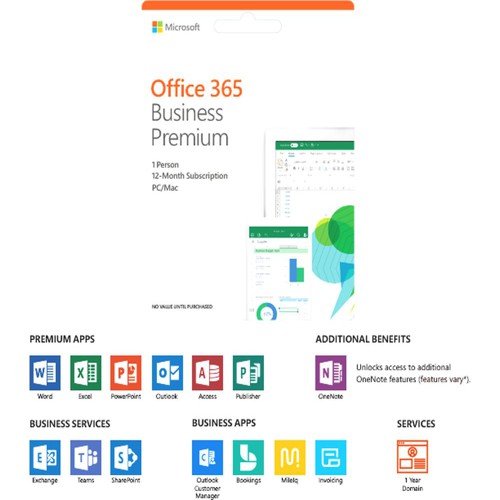 Microsoft
Office 365
Business
Premium
1 Person
12-Month Subscription
PC/Mac
NO VALUE UNTIL PURCHASED
PREMIUM APPS
ADDITIONAL BENEFITS
Word
Excel
PowerPoint
Outlook
Access
Publisher
OneNote
Unlocks access to additional
OneNote features (features vary*).
BUSINESS SERVICES
BUSINESS APPS
SERVICES
Exchange
Teams
SharePoint
Outlook
Customer
Manager
Bookings
MileIq
Invoicing
1 Year
Domain